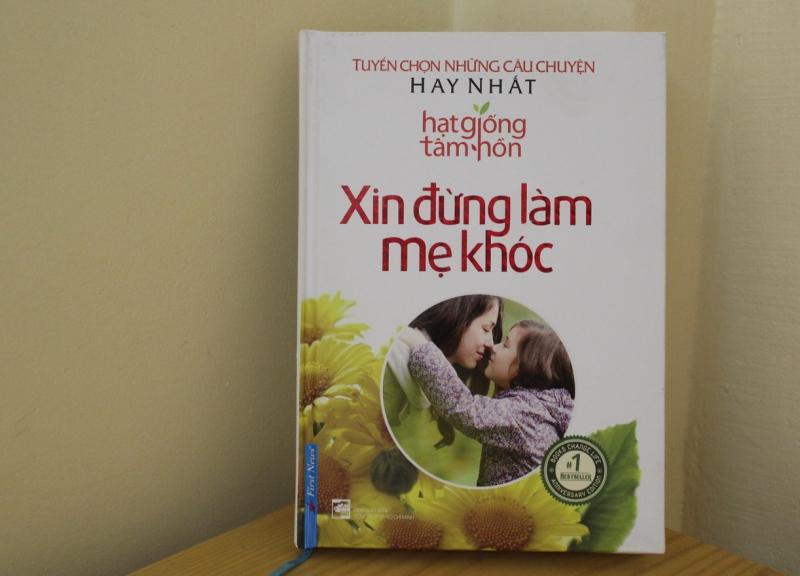 TUYỂN CHỌN NHỮNG CÂU CHUYỆN
HAY NHẤT
hạt giống
tâm hồn
Xin đừng làm
mẹ khóc
BOOKS CHANGE LIFE
#1
BESTSELLER
ANNIVERSARY EDITION
First News